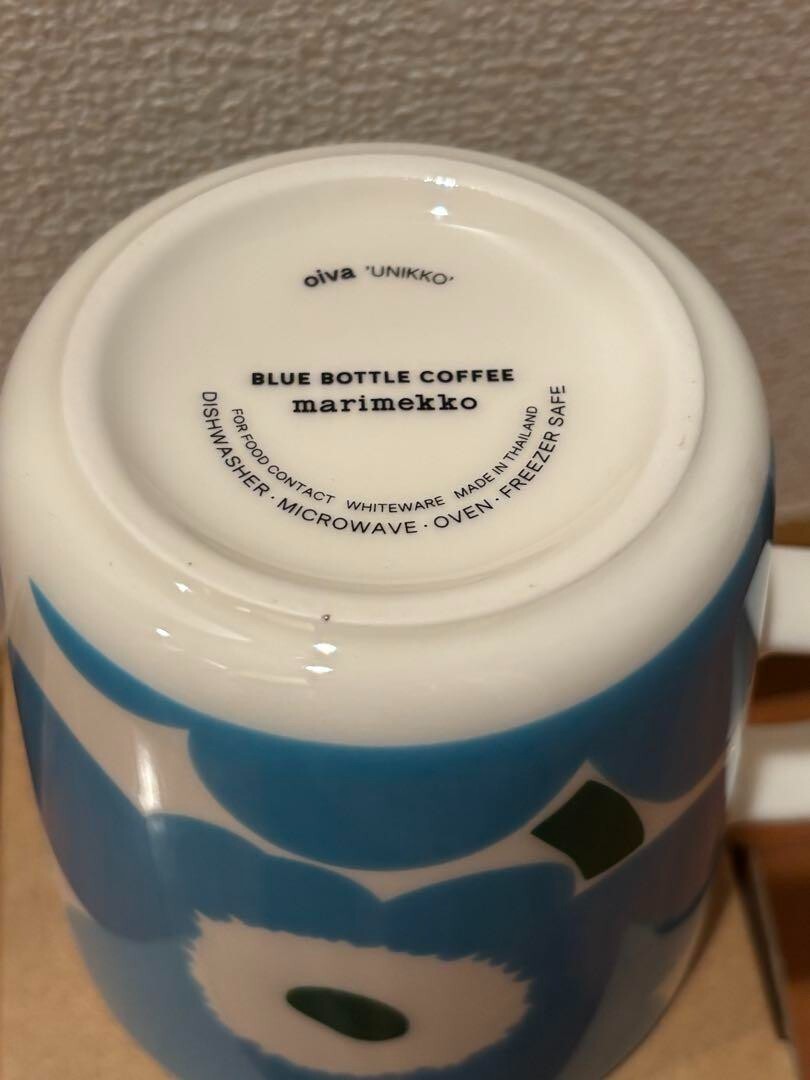 oiva 'UNIKKO'
BLUE BOTTLE COFFEE
marimekko
FOR FOOD CONTACT WHITEWARE MADE IN THAILAND
DISHWASHER · MICROWAVE · OVEN · FREEZER SAFE